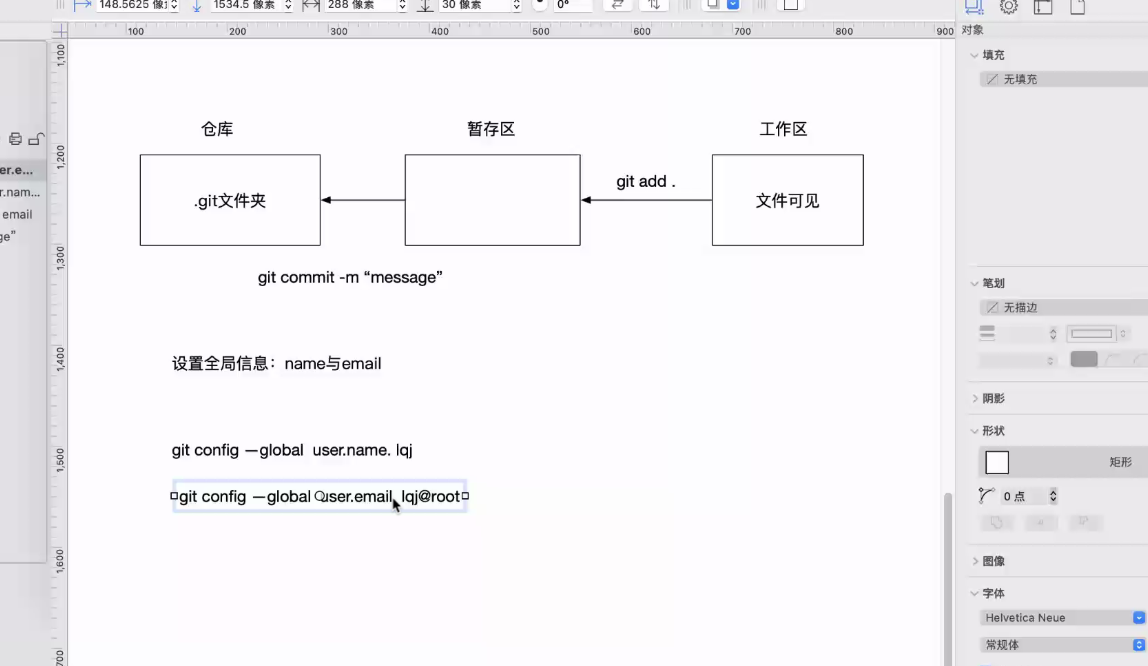 148.5625 像
1534.5 像素
288 像素
30 像素
0°
对象
100 200 300 400 500 600 700 800 900
填充
无填充
1,100
仓库 暂存区 工作区
er.e...
1,200
git add .
r.nam...
.git文件夹
文件可见
email
ge”
1,300
git commit -m “message”
笔划
无描边
1,400
设置全局信息：name与email
阴影
形状
1,500
git config —global  user.name. lqj
矩形
git config —global user.email. lqj@root
0 点
1,600
图像
字体
Helvetica Neue
常规体